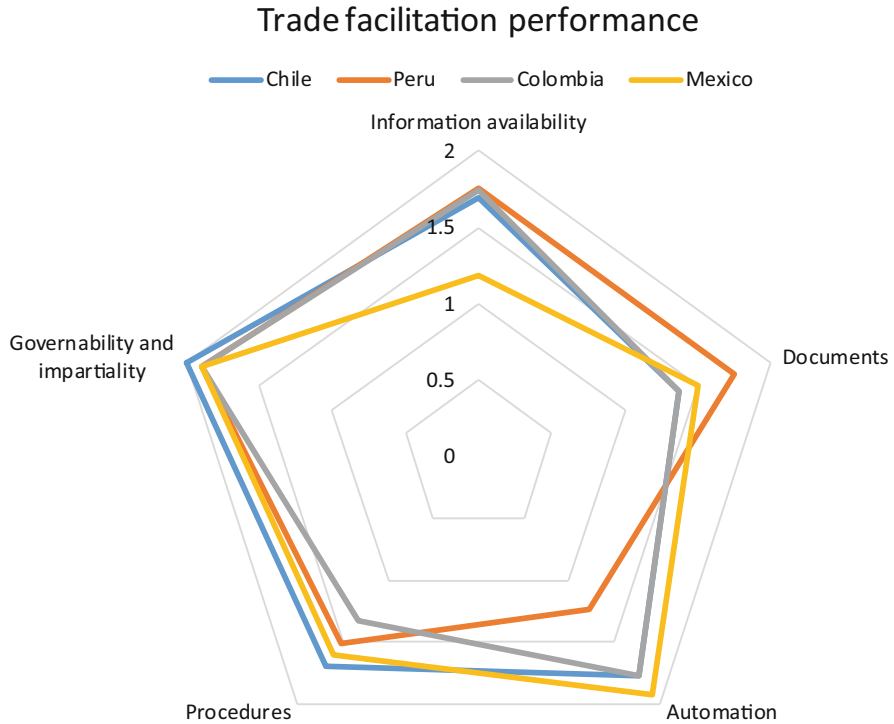 Trade facilitation performance
Chile Peru Colombia Mexico
Information availability
2
1.5
1
0.5
0
Governability and
impartiality
Documents
Procedures
Automation